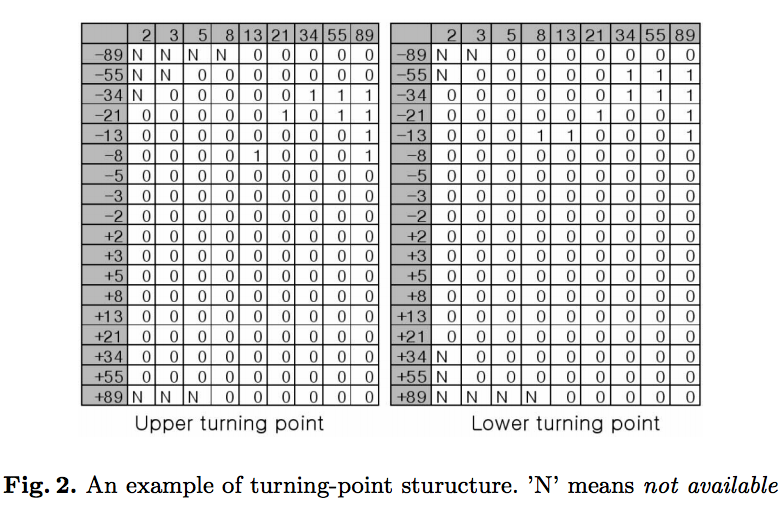 2 3 5 8 13 21 34 55 89
−89 N N N N 0 0 0 0 0
−55 N N 0 0 0 0 0 0 0
−34 N 0 0 0 0 0 1 1 1
−21 0 0 0 0 0 1 0 1 1
−13 0 0 0 0 0 0 0 0 1
−8 0 0 0 0 1 0 0 0 1
−5 0 0 0 0 0 0 0 0 0
−3 0 0 0 0 0 0 0 0 0
−2 0 0 0 0 0 0 0 0 0
+2 0 0 0 0 0 0 0 0 0
+3 0 0 0 0 0 0 0 0 0
+5 0 0 0 0 0 0 0 0 0
+8 0 0 0 0 0 0 0 0 0
+13 0 0 0 0 0 0 0 0 0
+21 0 0 0 0 0 0 0 0 0
+34 0 0 0 0 0 0 0 0 0
+55 0 0 0 0 0 0 0 0 0
+89 N N N 0 0 0 0 0 0
Upper turning point
2 3 5 8 13 21 34 55 89
−89 N N 0 0 0 0 0 0 0
−55 N 0 0 0 0 0 1 1 1
−34 0 0 0 0 0 0 1 1 1
−21 0 0 0 0 0 1 0 0 1
−13 0 0 0 1 1 0 0 0 1
−8 0 0 0 0 0 0 0 0 0
−5 0 0 0 0 0 0 0 0 0
−3 0 0 0 0 0 0 0 0 0
−2 0 0 0 0 0 0 0 0 0
+2 0 0 0 0 0 0 0 0 0
+3 0 0 0 0 0 0 0 0 0
+5 0 0 0 0 0 0 0 0 0
+8 0 0 0 0 0 0 0 0 0
+13 0 0 0 0 0 0 0 0 0
+21 0 0 0 0 0 0 0 0 0
+34 N 0 0 0 0 0 0 0 0
+55 N 0 0 0 0 0 0 0 0
+89 N N N N 0 0 0 0 0
Lower turning point
Fig. 2. An example of turning-point sturucture. 'N' means not available